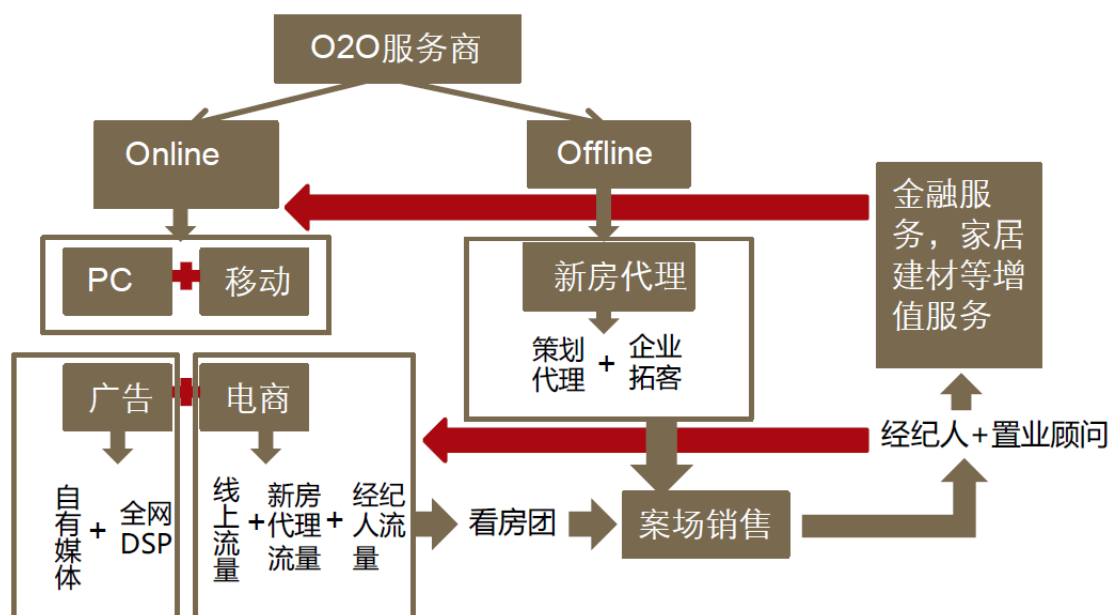 O2O服务商
Online
Offline
金融服
务，家居
建材等增
值服务
PC
移动
新房代理
策划
代理
+
企业
拓客
广告
电商
经纪人+置业顾问
自有媒体
+
全网
DSP
线上流量
+
新房
代理
流量
+
经纪
人流
量
看房团
案场销售